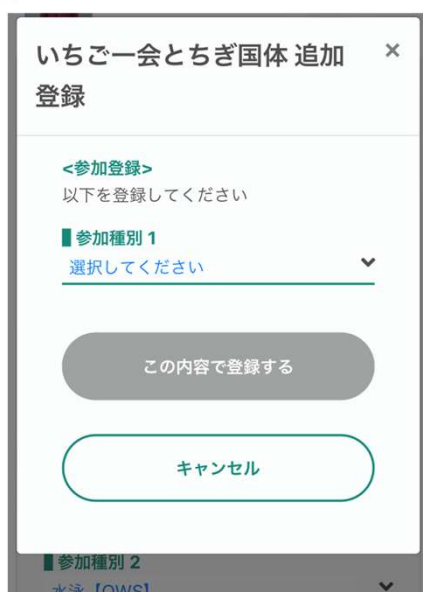 いちご一会とちぎ国体 追加
登録
×
<参加登録>
以下を登録してください
参加種別 1
選択してください
この内容で登録する
キャンセル
参加種別 2
水泳【OWS】